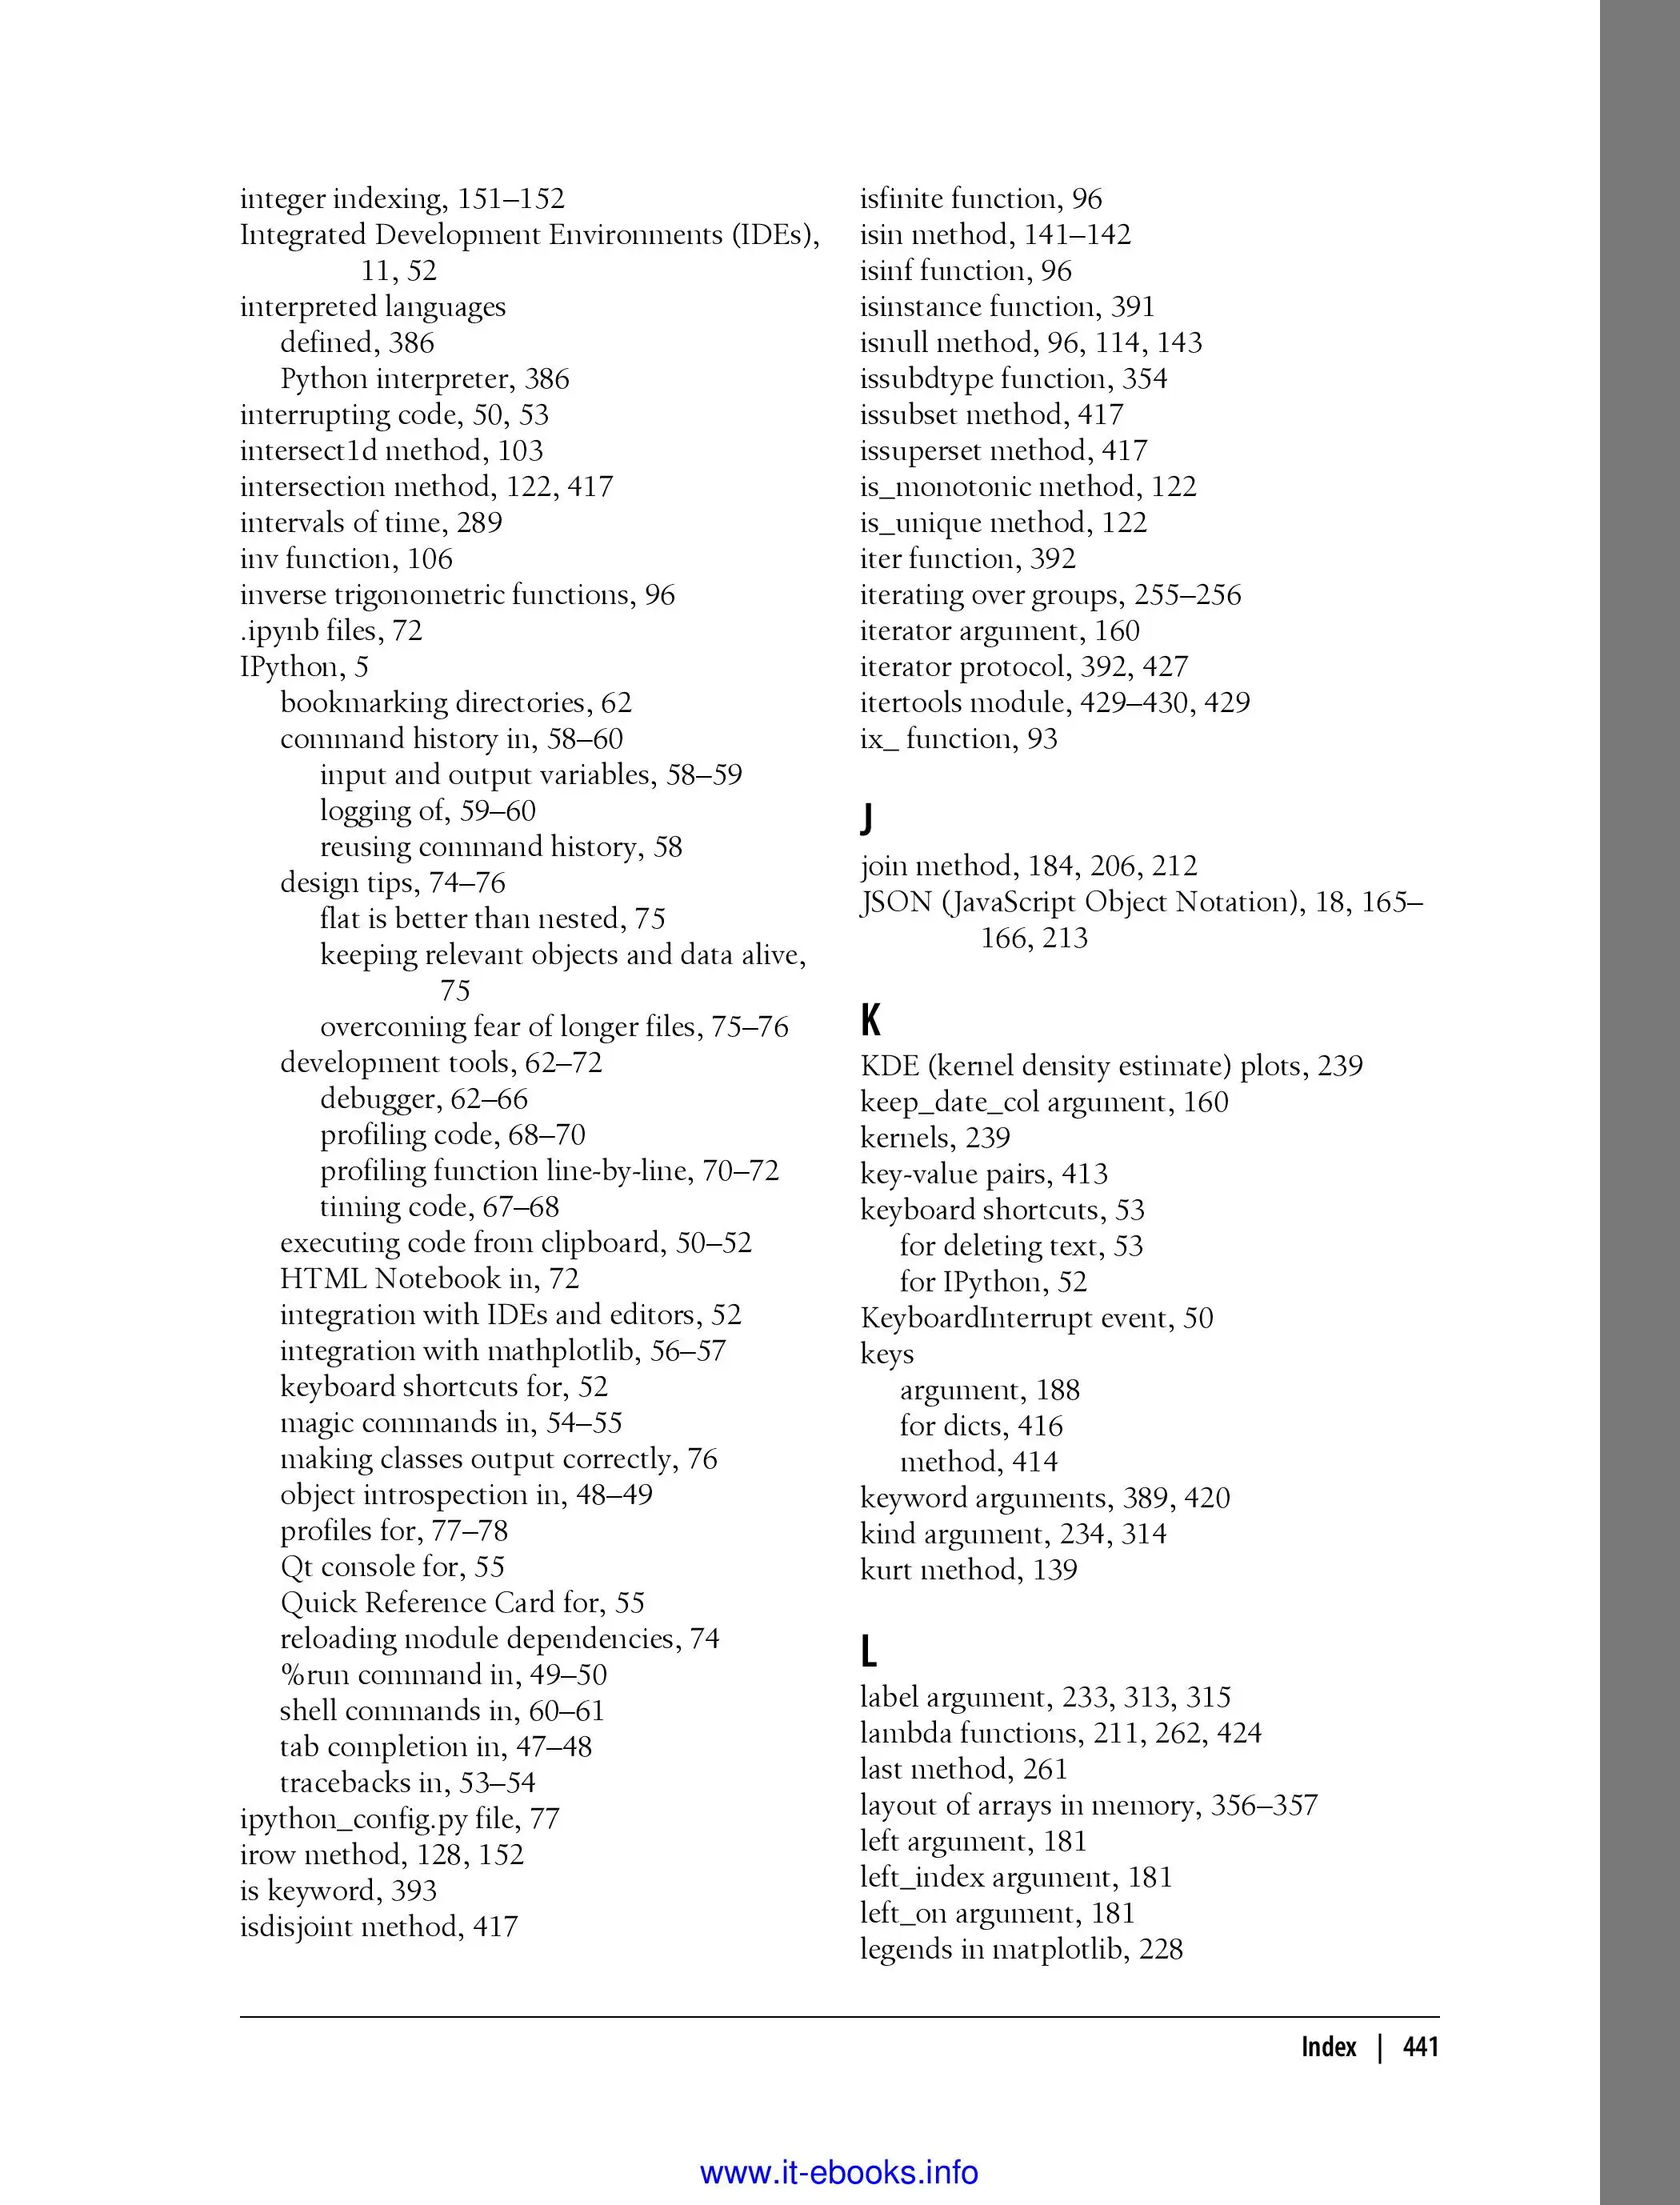 integer indexing, 151–152
Integrated Development Environments (IDEs),
11, 52
interpreted languages
defined, 386
Python interpreter, 386
interrupting code, 50, 53
intersect1d method, 103
intersection method, 122, 417
intervals of time, 289
inv function, 106
inverse trigonometric functions, 96
.ipynb files, 72
IPython, 5
bookmarking directories, 62
command history in, 58–60
input and output variables, 58–59
logging of, 59–60
reusing command history, 58
design tips, 74–76
flat is better than nested, 75
keeping relevant objects and data alive,
75
overcoming fear of longer files, 75–76
development tools, 62–72
debugger, 62–66
profiling code, 68–70
profiling function line-by-line, 70–72
timing code, 67–68
executing code from clipboard, 50–52
HTML Notebook in, 72
integration with IDEs and editors, 52
integration with mathplotlib, 56–57
keyboard shortcuts for, 52
magic commands in, 54–55
making classes output correctly, 76
object introspection in, 48–49
profiles for, 77–78
Qt console for, 55
Quick Reference Card for, 55
reloading module dependencies, 74
%run command in, 49–50
shell commands in, 60–61
tab completion in, 47–48
tracebacks in, 53–54
ipython_config.py file, 77
irow method, 128, 152
is keyword, 393
isdisjoint method, 417
isfinite function, 96
isin method, 141–142
isinf function, 96
isinstance function, 391
isnull method, 96, 114, 143
issubdtype function, 354
issubset method, 417
issuperset method, 417
is_monotonic method, 122
is_unique method, 122
iter function, 392
iterating over groups, 255–256
iterator argument, 160
iterator protocol, 392, 427
itertools module, 429–430, 429
ix_ function, 93
J
join method, 184, 206, 212
JSON (JavaScript Object Notation), 18, 165–
166, 213
K
KDE (kernel density estimate) plots, 239
keep_date_col argument, 160
kernels, 239
key-value pairs, 413
keyboard shortcuts, 53
for deleting text, 53
for IPython, 52
KeyboardInterrupt event, 50
keys
argument, 188
for dicts, 416
method, 414
keyword arguments, 389, 420
kind argument, 234, 314
kurt method, 139
L
label argument, 233, 313, 315
lambda functions, 211, 262, 424
last method, 261
layout of arrays in memory, 356–357
left argument, 181
left_index argument, 181
left_on argument, 181
legends in matplotlib, 228
Index | 441
www.it-ebooks.info